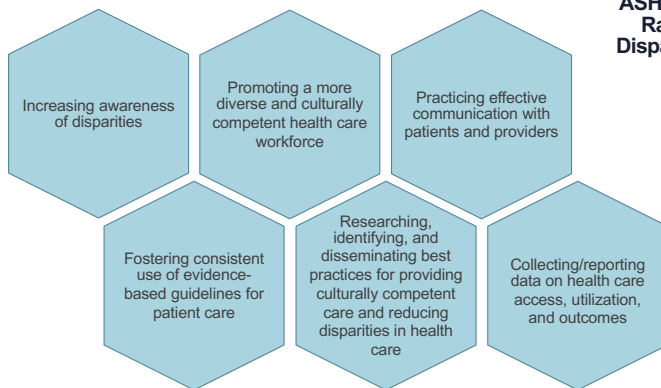 ASH
Ra
Dispa
Increasing awareness
of disparities
Promoting a more
diverse and culturally
competent health care
workforce
Practicing effective
communication with
patients and providers
Fostering consistent
use of evidence-
based guidelines for
patient care
Researching,
identifying, and
disseminating best
practices for providing
culturally competent
care and reducing
disparities in health
care
Collecting/reporting
data on health care
access, utilization,
and outcomes